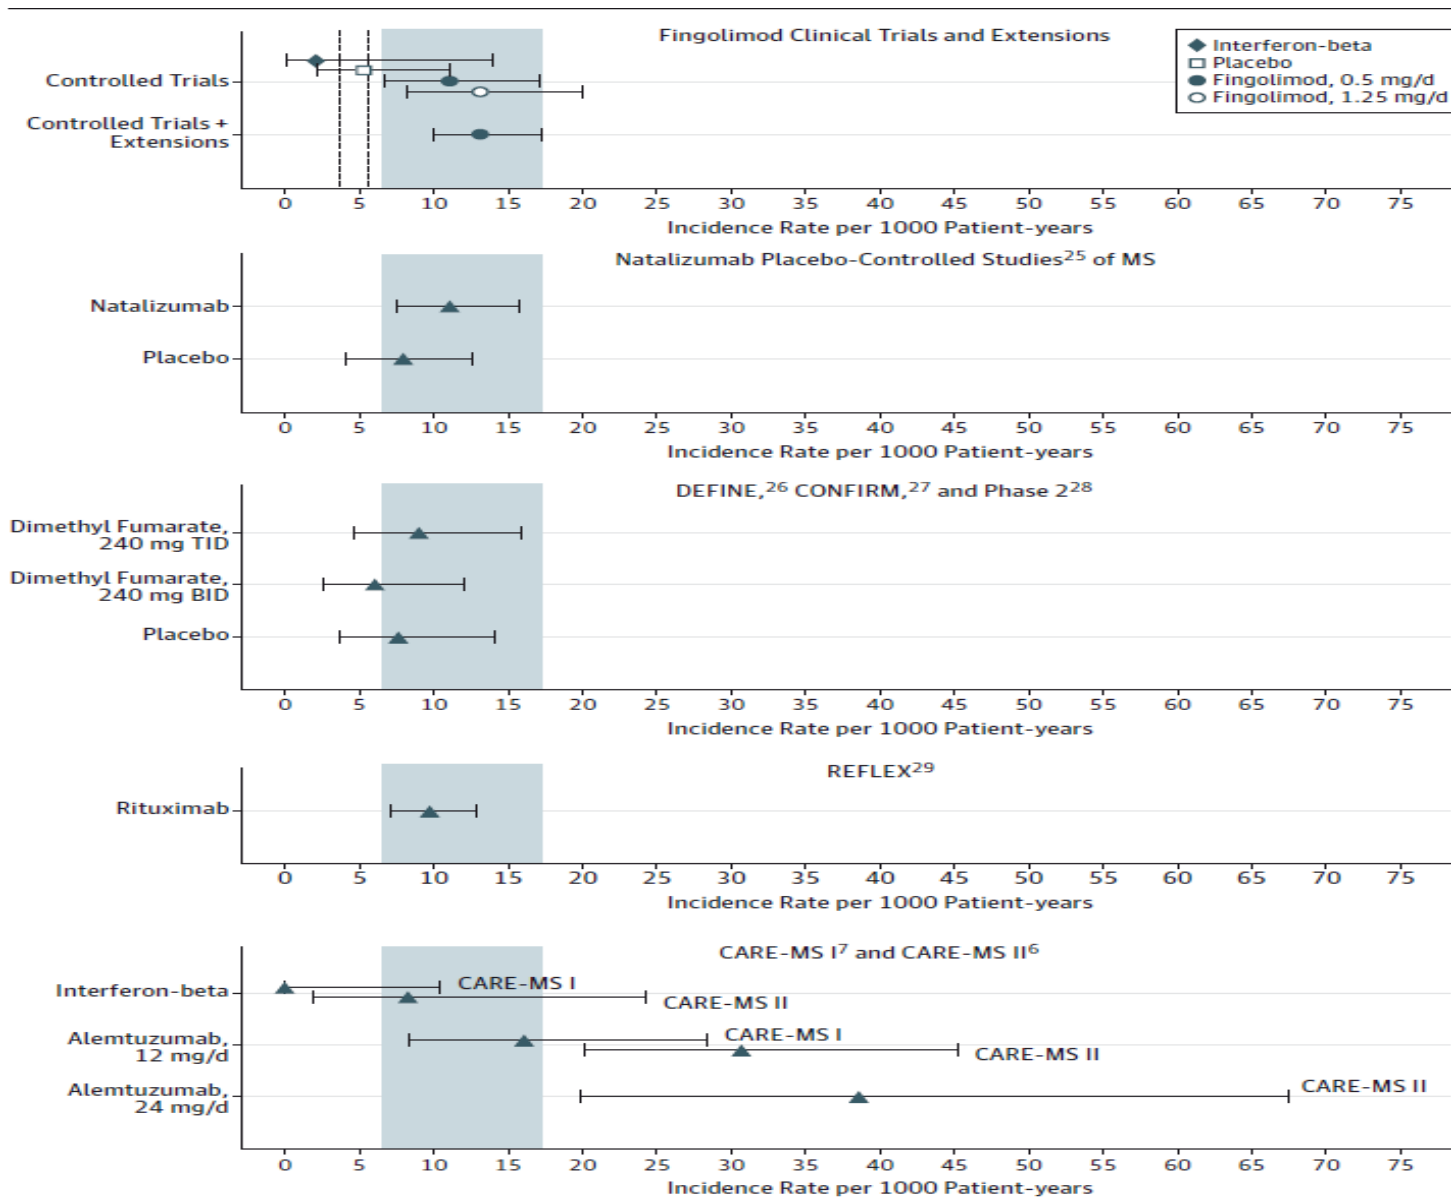 Fingolimod Clinical Trials and Extensions
Interferon-beta
Placebo
Fingolimod, 0.5 mg/d
Fingolimod, 1.25 mg/d
Controlled Trials
Controlled Trials +
Extensions
0 5 10 15 20 25 30 35 40 45 50 55 60 65 70 75
Incidence Rate per 1000 Patient-years
Natalizumab Placebo-Controlled Studies25 of MS
Natalizumab
Placebo
0 5 10 15 20 25 30 35 40 45 50 55 60 65 70 75
Incidence Rate per 1000 Patient-years
DEFINE,26 CONFIRM,27 and Phase 228
Dimethyl Fumarate,
240 mg TID
Dimethyl Fumarate,
240 mg BID
Placebo
0 5 10 15 20 25 30 35 40 45 50 55 60 65 70 75
Incidence Rate per 1000 Patient-years
REFLEX29
Rituximab
0 5 10 15 20 25 30 35 40 45 50 55 60 65 70 75
Incidence Rate per 1000 Patient-years
CARE-MS I7 and CARE-MS II6
Interferon-beta
CARE-MS I
CARE-MS II
Alemtuzumab,
12 mg/d
CARE-MS I
CARE-MS II
Alemtuzumab,
24 mg/d
CARE-MS II
0 5 10 15 20 25 30 35 40 45 50 55 60 65 70 75
Incidence Rate per 1000 Patient-years